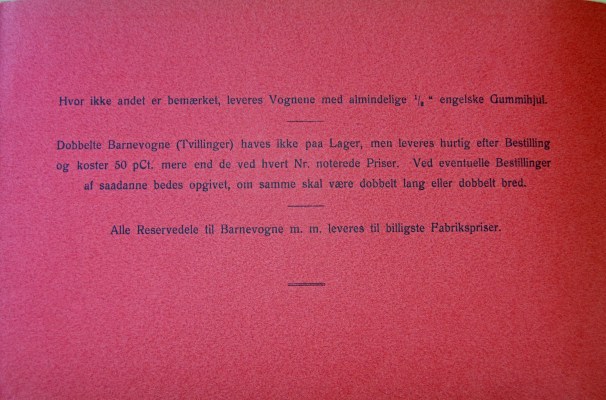 Hvor ikke andet er bemærket, leveres Vognene med almindelige 1/2 " engelske Gummihjul.
Dobbelte Barnevogne (Tvillinger) haves ikke paa Lager, men leveres hurtig efter Bestilling
og koster 50 pCt. mere end de ved hvert Nr. noterede Priser. Ved eventuelle Bestillinger
af saadanne bedes opgivet, om samme skal være dobbelt lang eller dobbelt bred.
Alle Reservedele til Barnevogne m. m. leveres til billigste Fabrikspriser.